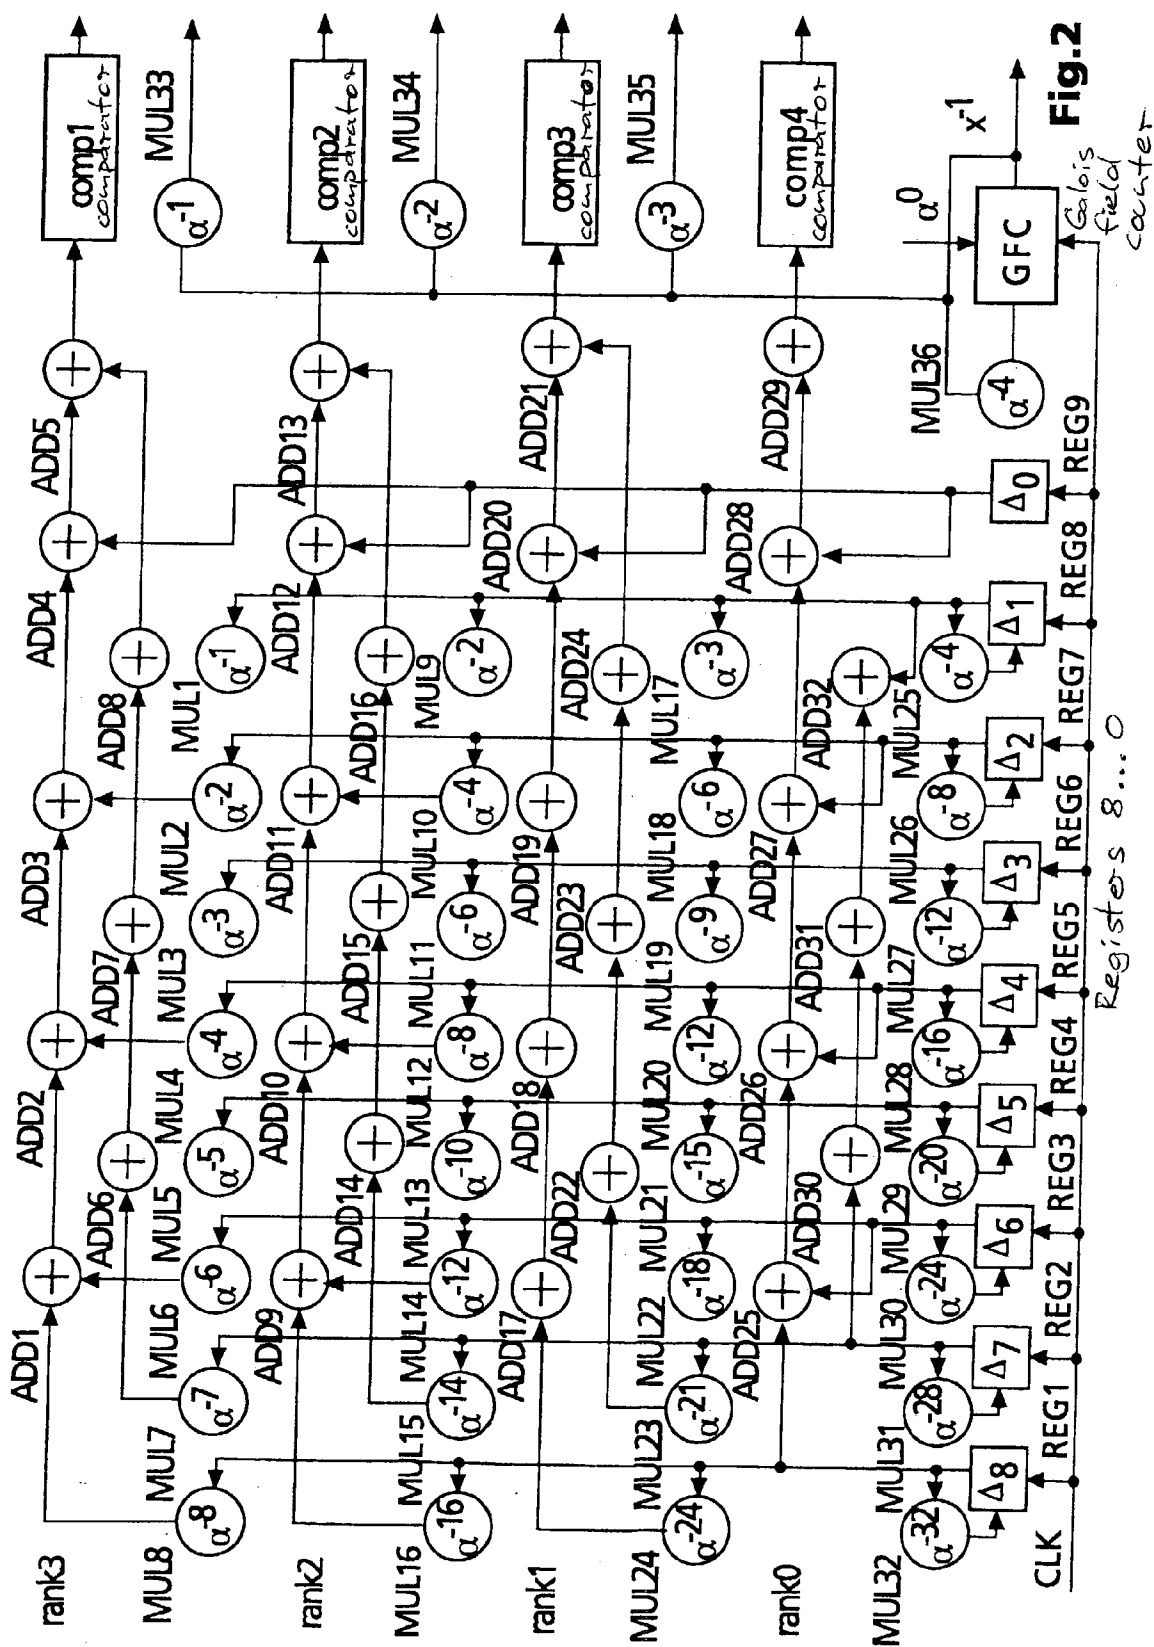 rank3
ADD1
ADD2
ADD3
ADD4
ADD5
comp1
comparator
ADD6
ADD7
ADD8
MUL8
α-8
MUL7
α-7
MUL6
α-6
MUL5
α-5
MUL4
α-4
MUL3
α-3
MUL2
α-2
MUL1
α-1
MUL33
α-1
rank2
ADD9
ADD10
ADD11
ADD12
ADD13
comp2
comparator
ADD14
ADD15
ADD16
MUL16
α-16
MUL15
α-14
MUL14
α-12
MUL13
α-10
MUL12
α-8
MUL11
α-6
MUL10
α-4
MUL9
α-2
MUL34
α-2
rank1
ADD17
ADD18
ADD19
ADD20
ADD21
comp3
comparator
ADD22
ADD23
ADD24
MUL24
α-24
MUL23
α-21
MUL22
α-18
MUL21
α-15
MUL20
α-12
MUL19
α-9
MUL18
α-6
MUL17
α-3
MUL35
α-3
rank0
ADD25
ADD26
ADD27
ADD28
ADD29
comp4
comparator
ADD30
ADD31
ADD32
MUL32
α-32
MUL31
α-28
MUL30
α-24
MUL29
α-20
MUL28
α-16
MUL27
α-12
MUL26
α-8
MUL25
α-4
MUL36
α-4
α0
x-1
GFC
Galois
field
counter
Δ8
Δ7
Δ6
Δ5
Δ4
Δ3
Δ2
Δ1
Δ0
CLK
REG1
REG2
REG3
REG4
REG5
REG6
REG7
REG8
REG9
Registers 8...0
Fig.2